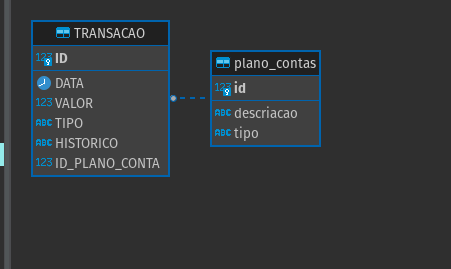 TRANSACAO
123 ID
DATA
123 VALOR
ABC TIPO
ABC HISTORICO
123 ID_PLANO_CONTA
plano_contas
123 id
ABC descriacao
ABC tipo